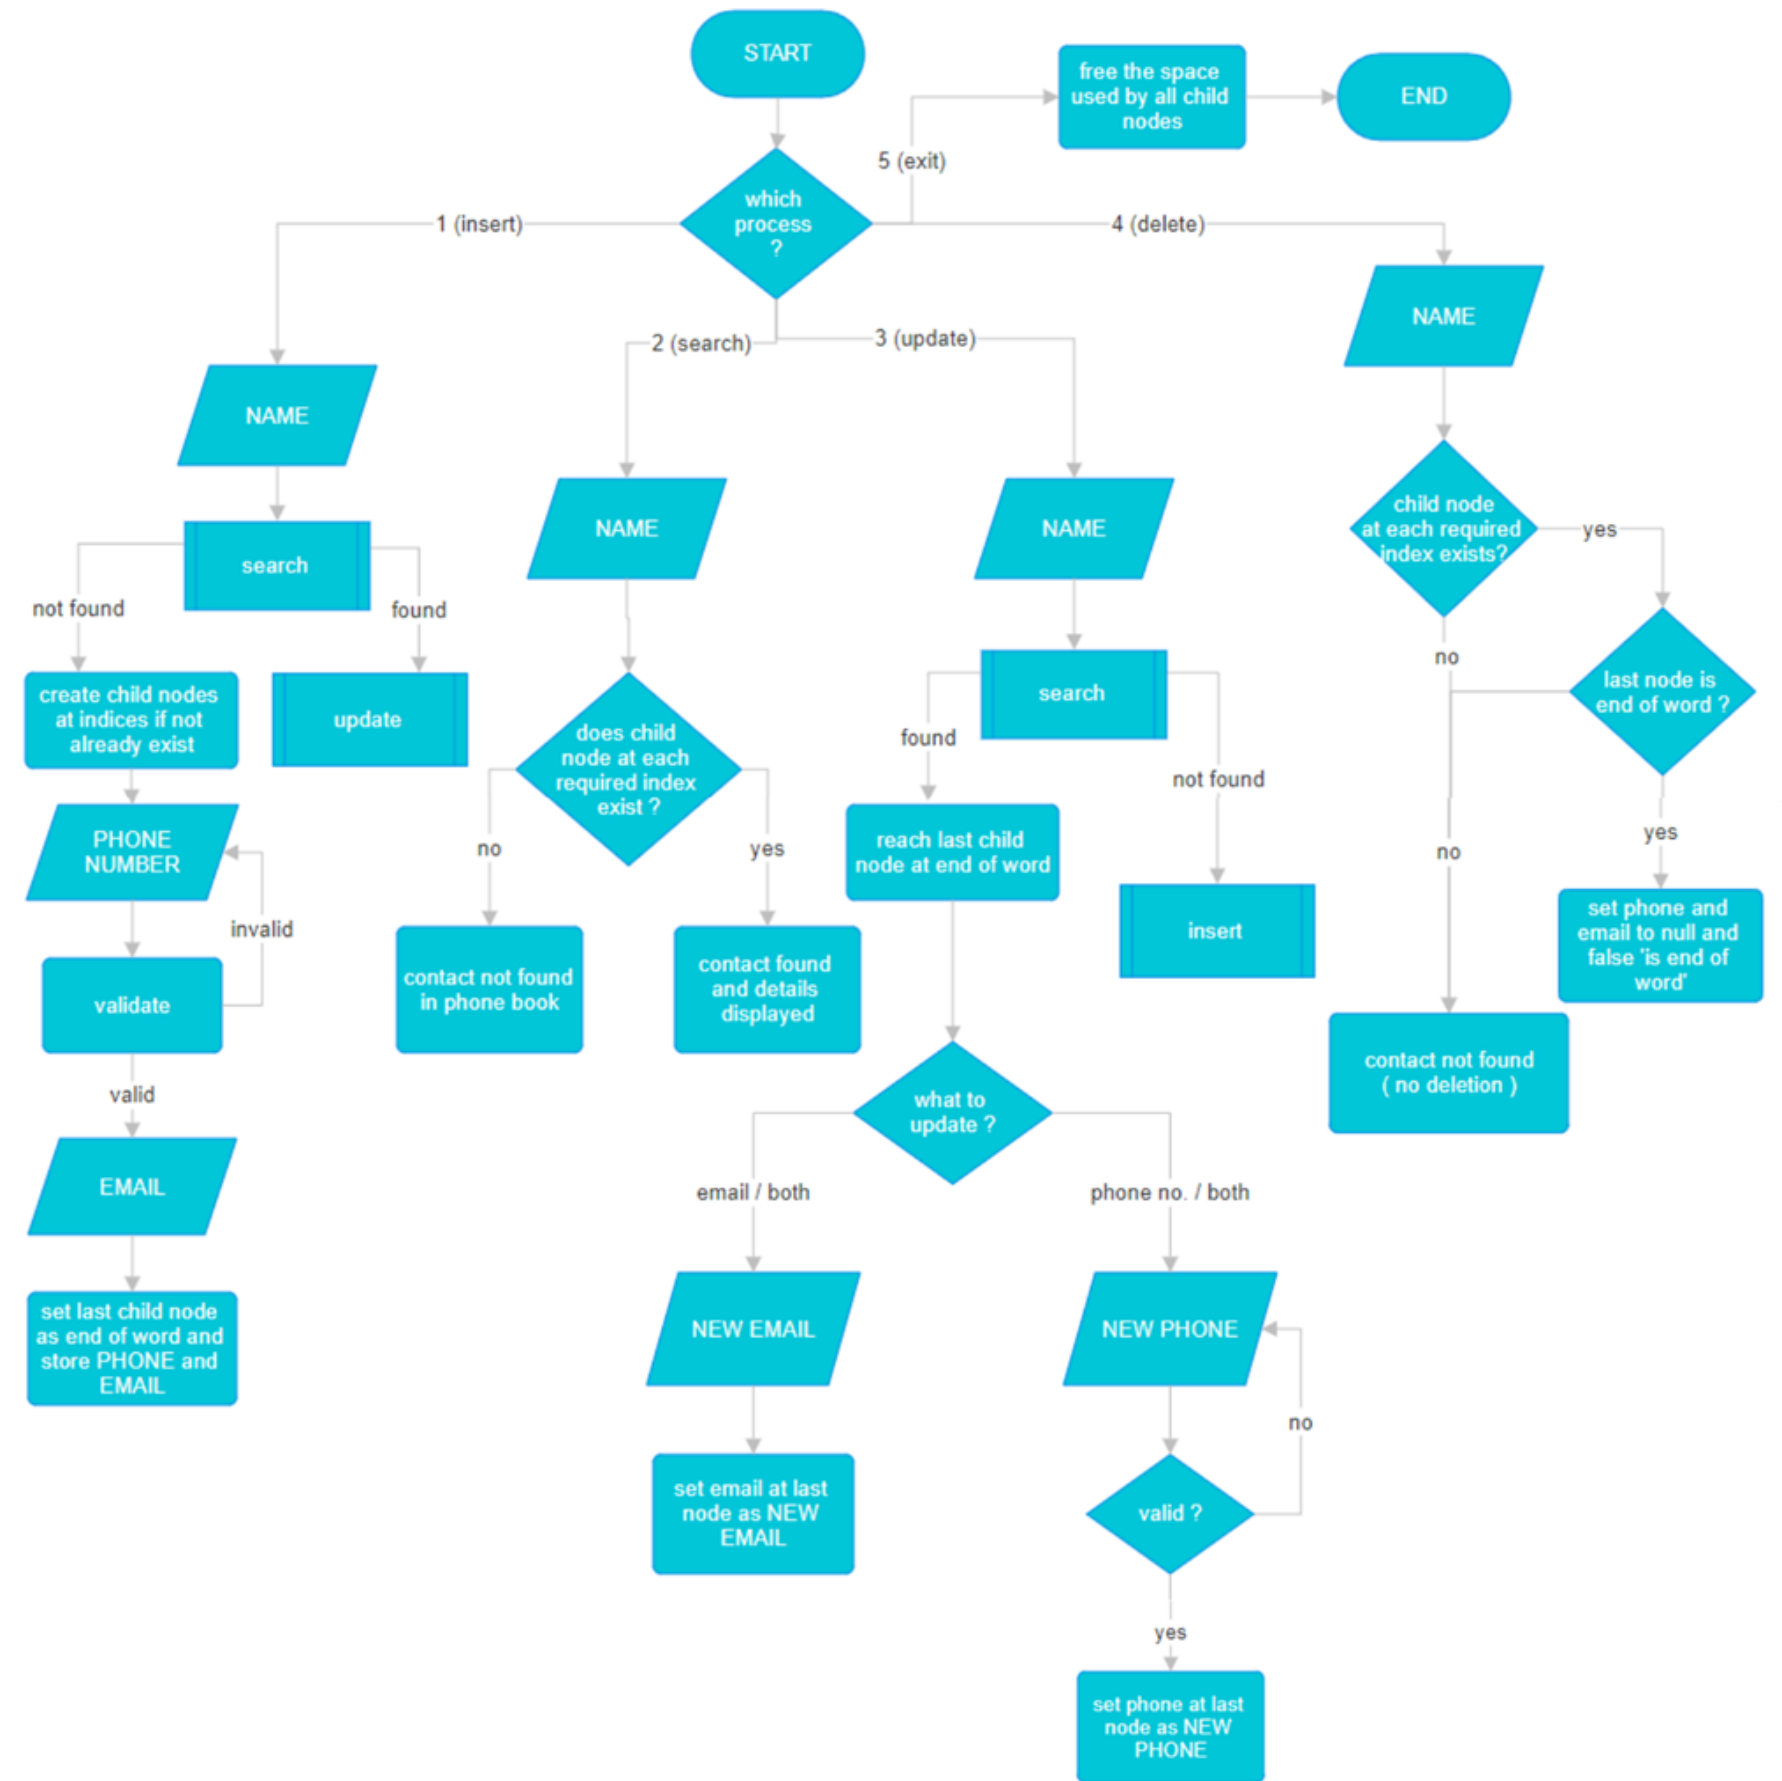 START
free the space
used by all child
nodes
END
5 (exit)
which
process
?
1 (insert)
4 (delete)
2 (search)
3 (update)
NAME
NAME
NAME
NAME
search
not found
found
create child nodes
at indices if not
already exist
update
PHONE
NUMBER
invalid
validate
valid
EMAIL
set last child node
as end of word and
store PHONE and
EMAIL
does child
node at each
required index
exist ?
no
yes
contact not found
in phone book
contact found
and details
displayed
search
found
not found
reach last child
node at end of word
insert
what to
update ?
email / both
phone no. / both
NEW EMAIL
NEW PHONE
set email at last
node as NEW
EMAIL
no
valid ?
yes
set phone at last
node as NEW
PHONE
child node
at each required
index exists?
yes
no
last node is
end of word ?
no
yes
set phone and
email to null and
false 'is end of
word'
contact not found
( no deletion )